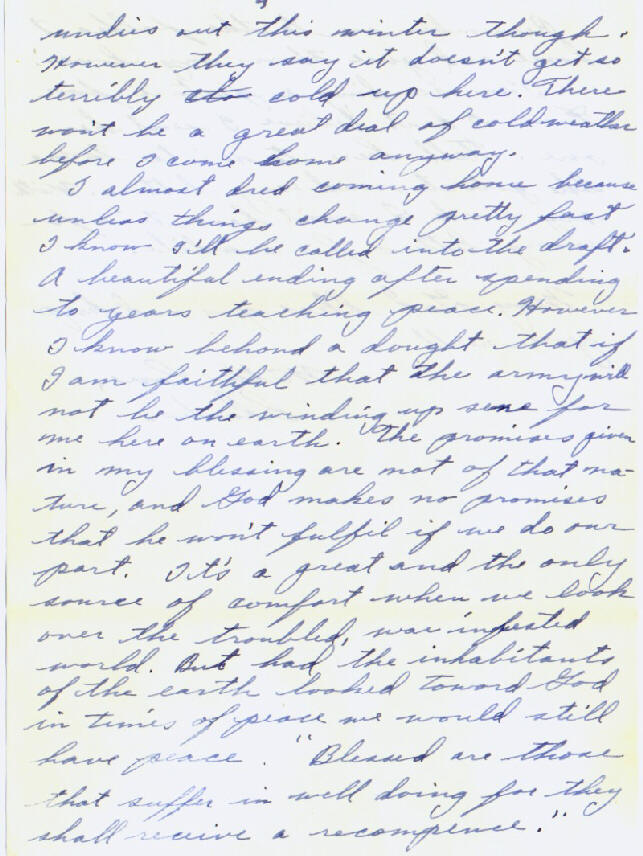 undies out this winter though.
However they say it doesn't get so
terribly sto cold up here. There
won't be a great deal of cold weather
before I come home anyway.
I almost dred coming home because
unless things change pretty fast
I know I'll be called into the draft.
A beautiful ending after spending
to years teaching peace. However
I know behond a dought that if
I am faithful that the army will
not be the winding up sene for
me here on earth. The promises given
in my blessing are not of that na-
ture, and God makes no promises
that he won't fulfil if we do our
part. It's a great and the only
source of comfort when we look
over the troubled, war infested
world. But had the inhabitants
of the earth looked toward God
in times of peace we would still
have peace. "Blessed are those
that suffer in well doing for they
shall receive a recompence."